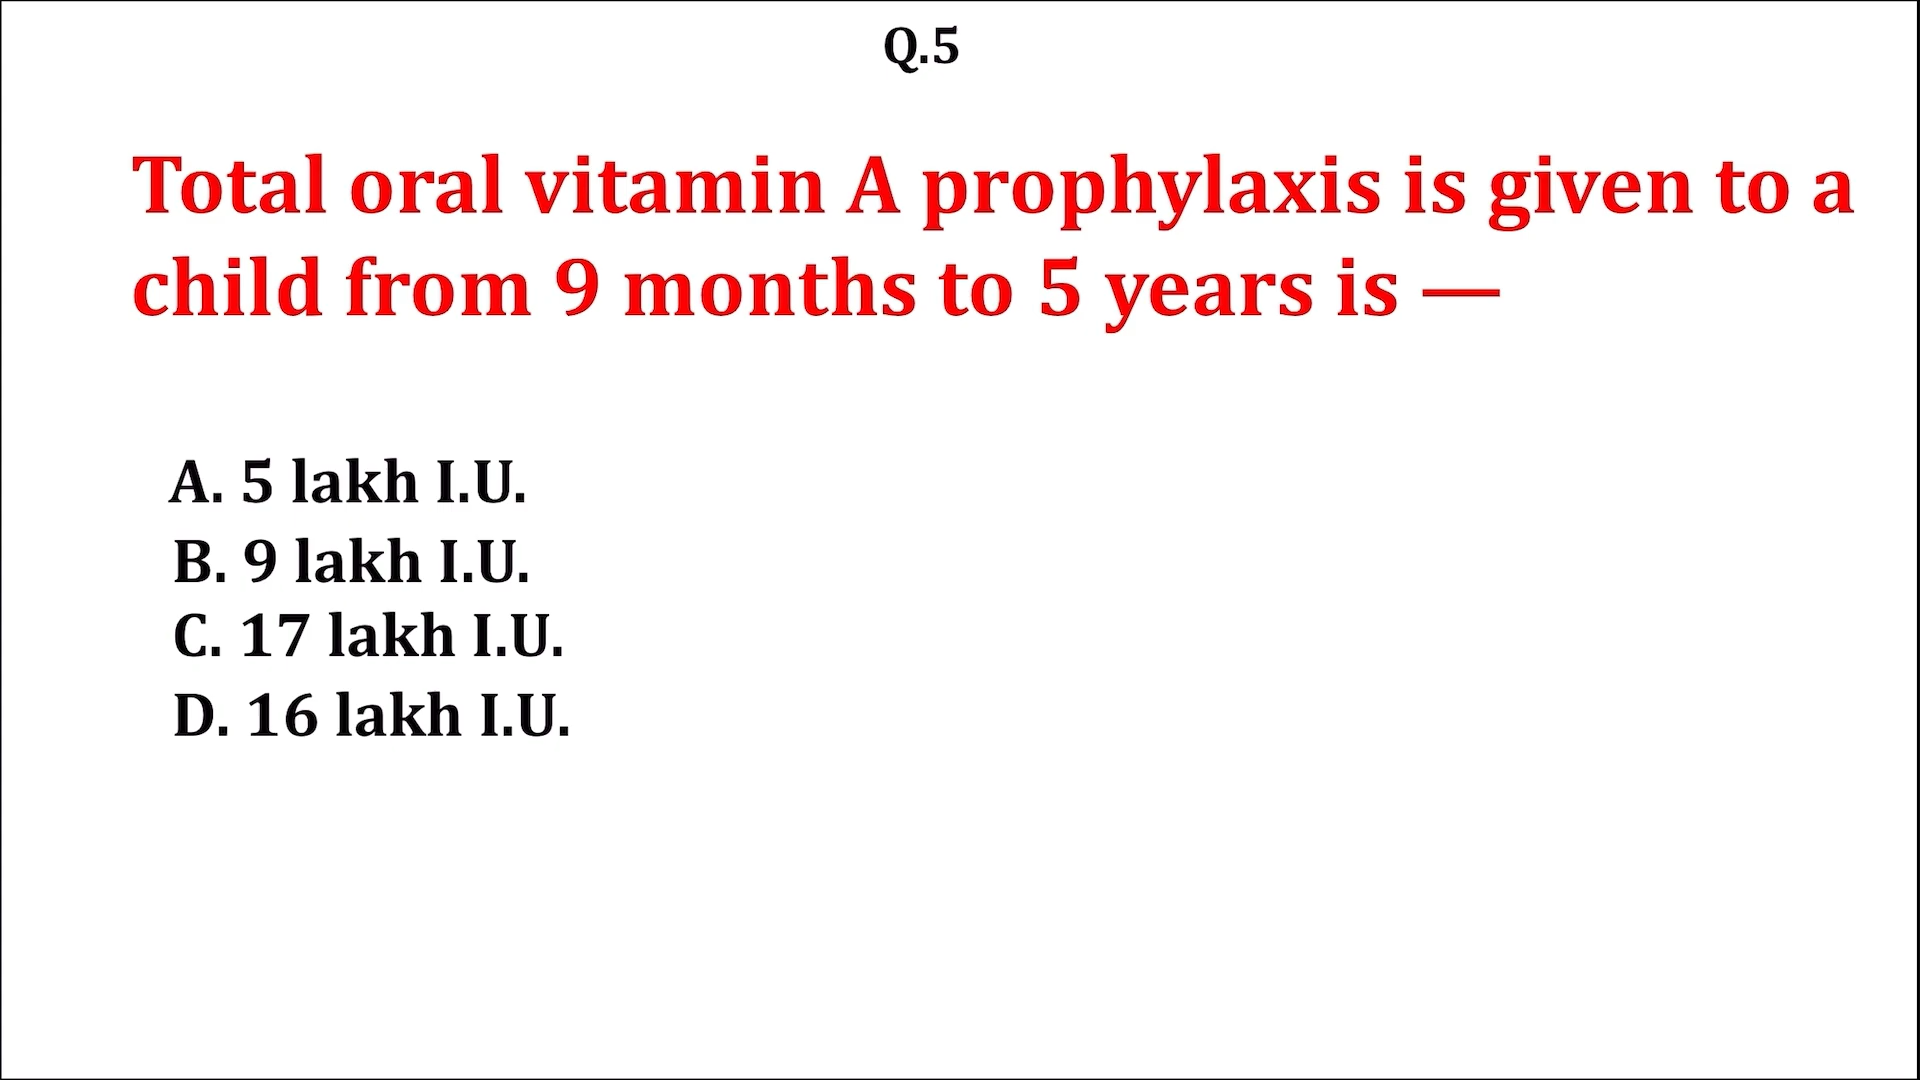 Q.5
Total oral vitamin A prophylaxis is given to a
child from 9 months to 5 years is —
A. 5 lakh I.U.
B. 9 lakh I.U.
C. 17 lakh I.U.
D. 16 lakh I.U.